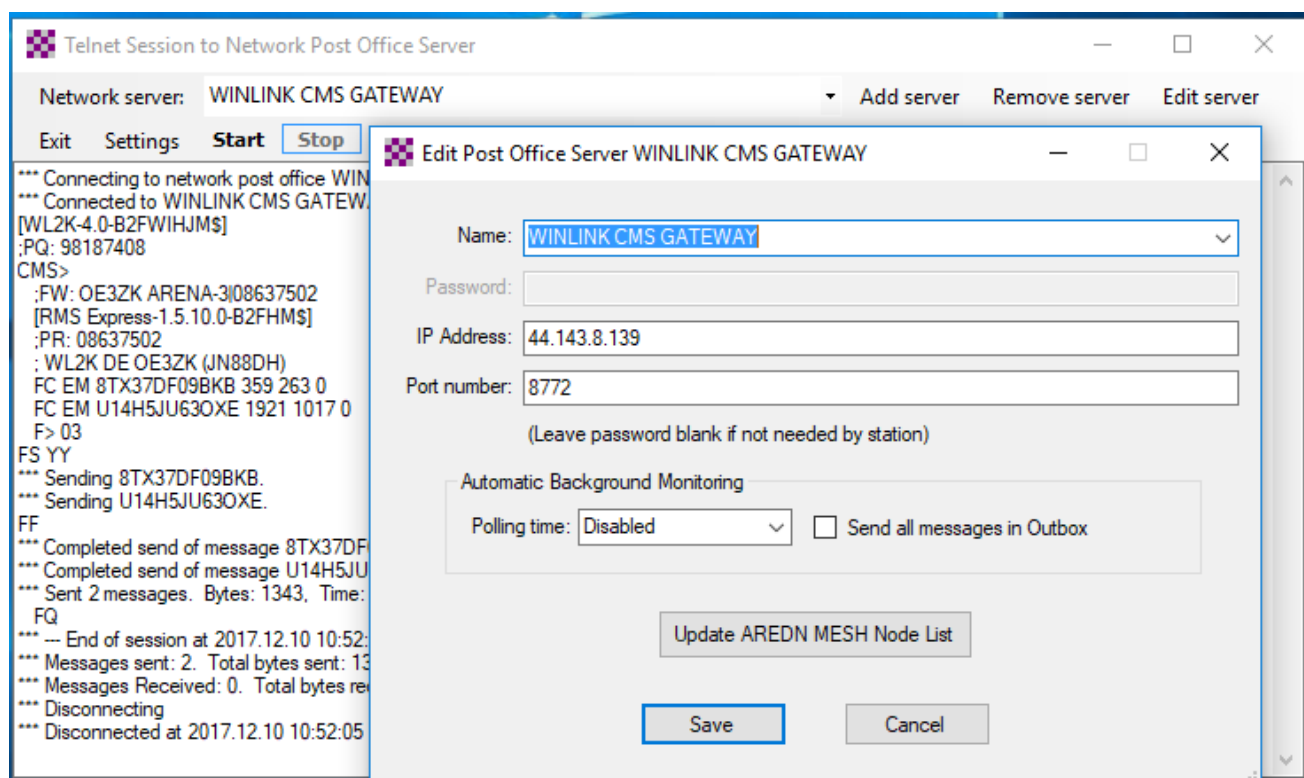 Telnet Session to Network Post Office Server
Network server: WINLINK CMS GATEWAY Add server Remove server Edit server
Exit Settings Start Stop
*** Connecting to network post office WIN
*** Connected to WINLINK CMS GATEWA
[WL2K-4.0-B2FWIHJM$]
;PQ: 98187408
CMS>
;FW: OE3ZK ARENA-3|08637502
[RMS Express-1.5.10.0-B2FHM$]
;PR: 08637502
; WL2K DE OE3ZK (JN88DH)
FC EM 8TX37DF09BKB 359 263 0
FC EM U14H5JU63OXE 1921 1017 0
F> 03
FS YY
*** Sending 8TX37DF09BKB.
*** Sending U14H5JU63OXE.
FF
*** Completed send of message 8TX37DF
*** Completed send of message U14H5JU
*** Sent 2 messages. Bytes: 1343, Time:
FQ
*** --- End of session at 2017.12.10 10:52:
*** Messages sent: 2. Total bytes sent: 13
*** Messages Received: 0. Total bytes re
*** Disconnecting
*** Disconnected at 2017.12.10 10:52:05
Edit Post Office Server WINLINK CMS GATEWAY
Name: WINLINK CMS GATEWAY
Password:
IP Address: 44.143.8.139
Port number: 8772
(Leave password blank if not needed by station)
Automatic Background Monitoring
Polling time: Disabled Send all messages in Outbox
Update AREDN MESH Node List
Save Cancel